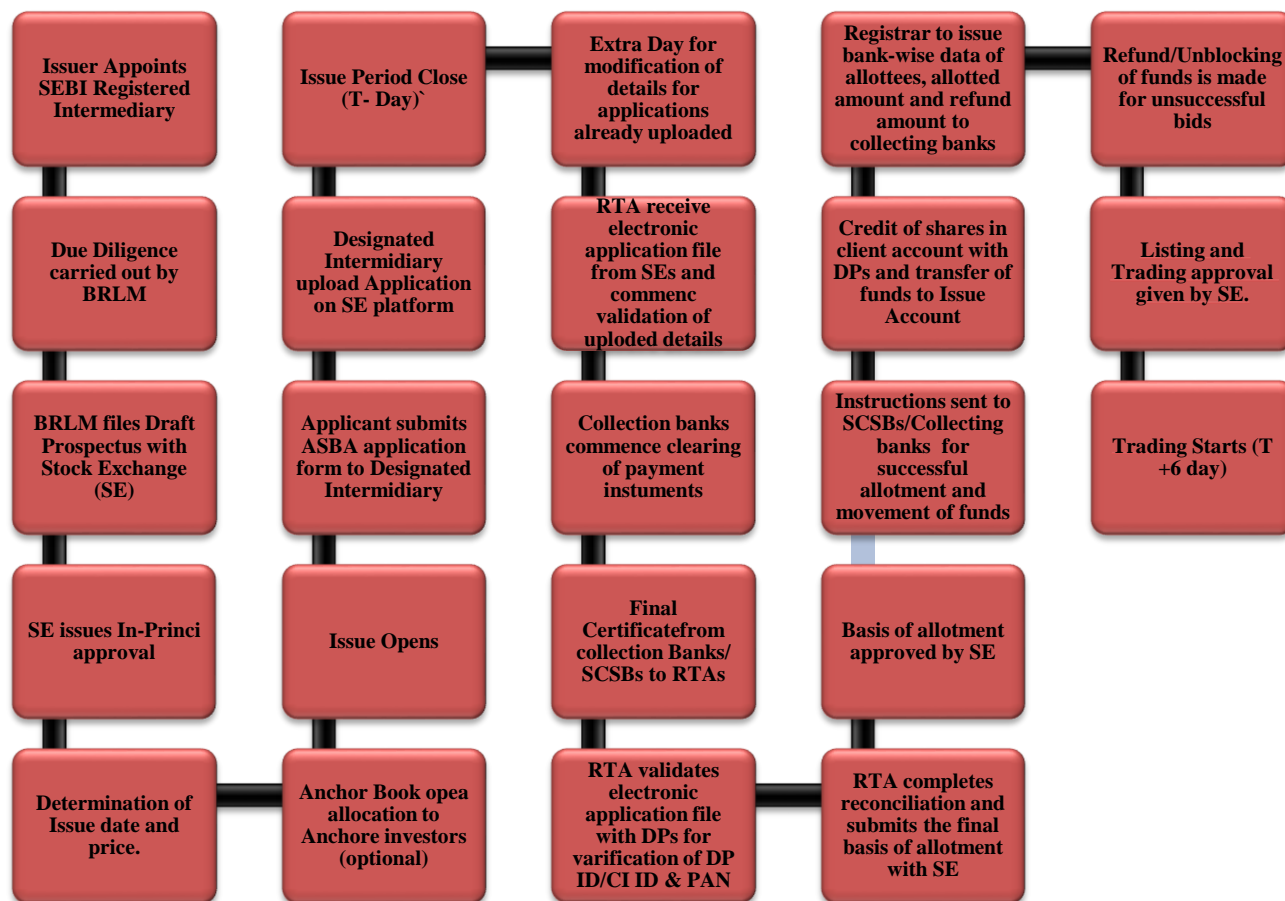 Issuer Appoints
SEBI Registered
Intermediary
Due Diligence
carried out by
BRLM
BRLM files Draft
Prospectus with
Stock Exchange
(SE)
SE issues In-Princi
approval
Determination of
Issue date and
price.
Anchor Book opea
allocation to
Anchore investors
(optional)
Issue Opens
Applicant submits
ASBA application
form to Designated
Intermidiary
Designated
Intermidiary
upload Application
on SE platform
Issue Period Close
(T- Day)`
Extra Day for
modification of
details for
applications
already uploaded
RTA receive
electronic
application file
from SEs and
commenc
validation of
uploded details
Collection banks
commence clearing
of payment
instuments
Final
Certificatefrom
collection Banks/
SCSBs to RTAs
RTA validates
electronic
application file
with DPs for
varification of DP
ID/CI ID & PAN
RTA completes
reconciliation and
submits the final
basis of allotment
with SE
Basis of allotment
approved by SE
Instructions sent to
SCSBs/Collecting
banks for
successful
allotment and
movement of funds
Credit of shares in
client account with
DPs and transfer of
funds to Issue
Account
Registrar to issue
bank-wise data of
allottees, allotted
amount and refund
amount to
collecting banks
Refund/Unblocking
of funds is made
for unsuccessful
bids
Listing and
Trading approval
given by SE.
Trading Starts (T
+6 day)